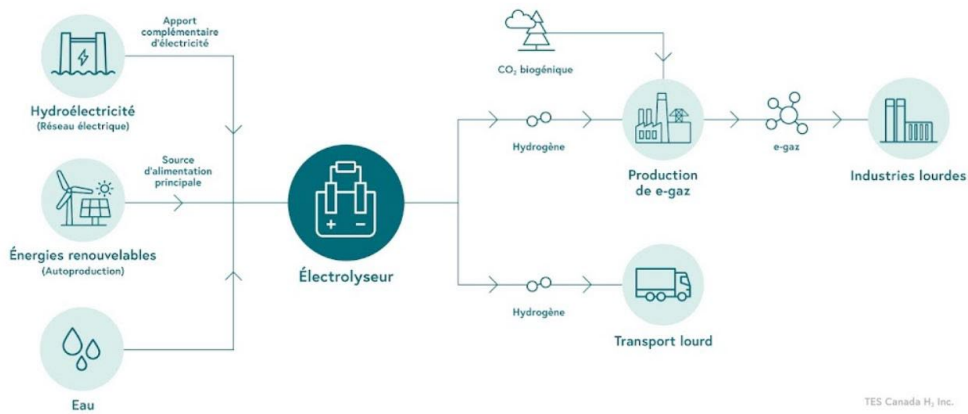 Apport
complémentaire
d'électricité
Hydroélectricité
(Réseau électrique)
Source
d'alimentation
principale
Énergies renouvelables
(Autoproduction)
Eau
+ -
Électrolyseur
CO₂ biogénique
Hydrogène
Production
de e-gaz
e-gaz
Industries lourdes
Hydrogène
Transport lourd
TES Canada H₂ Inc.